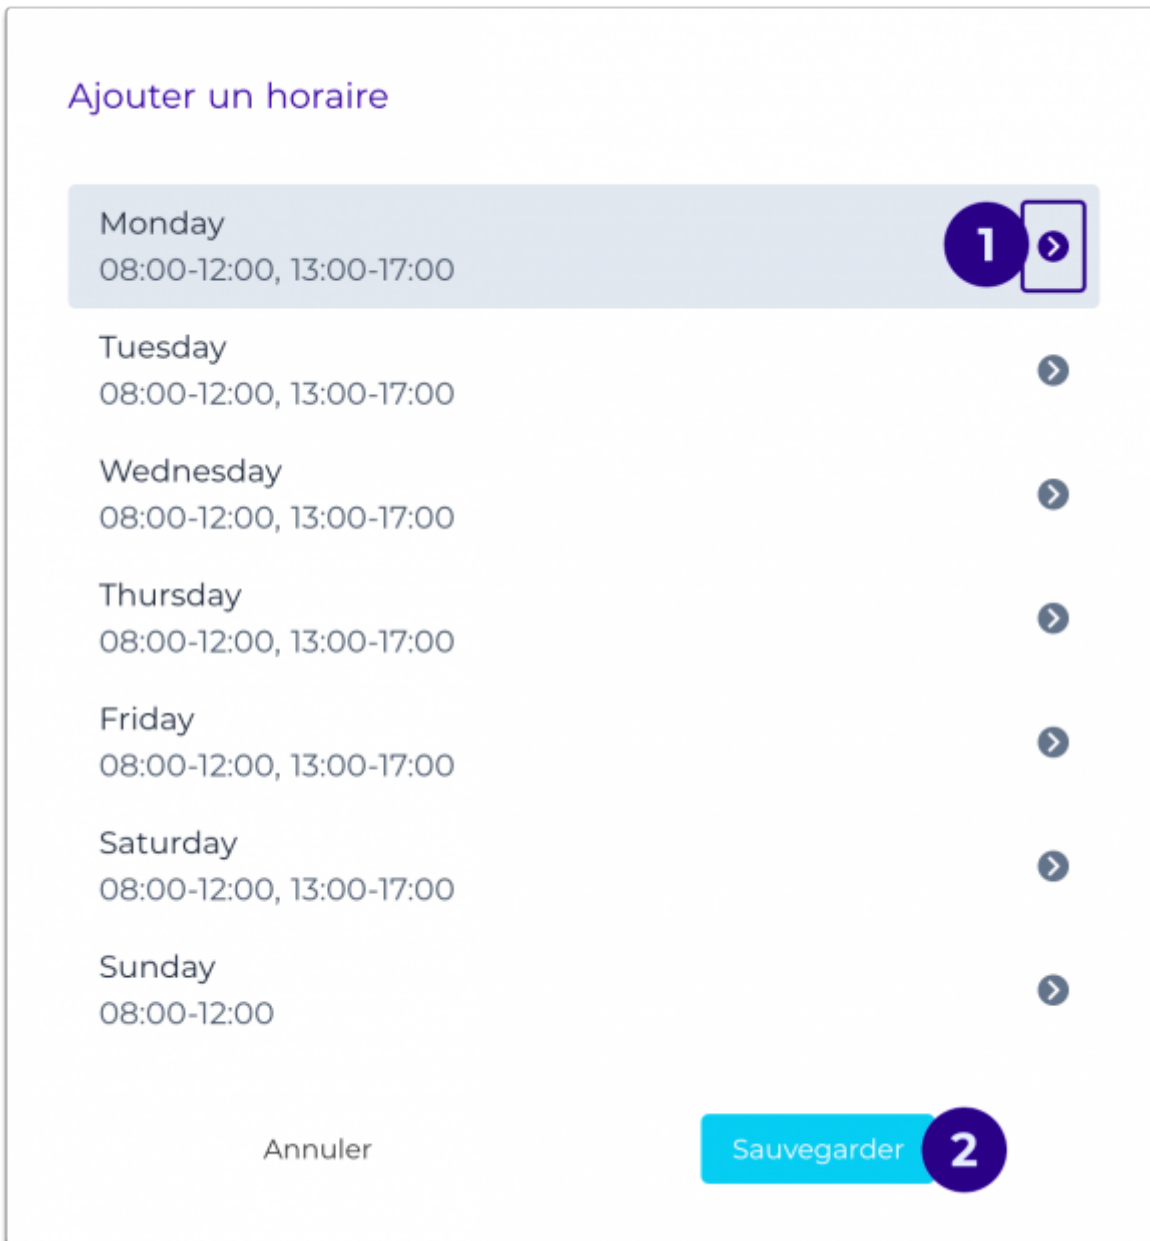 Ajouter un horaire
Monday
08:00-12:00, 13:00-17:00
1
Tuesday
08:00-12:00, 13:00-17:00
Wednesday
08:00-12:00, 13:00-17:00
Thursday
08:00-12:00, 13:00-17:00
Friday
08:00-12:00, 13:00-17:00
Saturday
08:00-12:00, 13:00-17:00
Sunday
08:00-12:00
Annuler
Sauvegarder
2